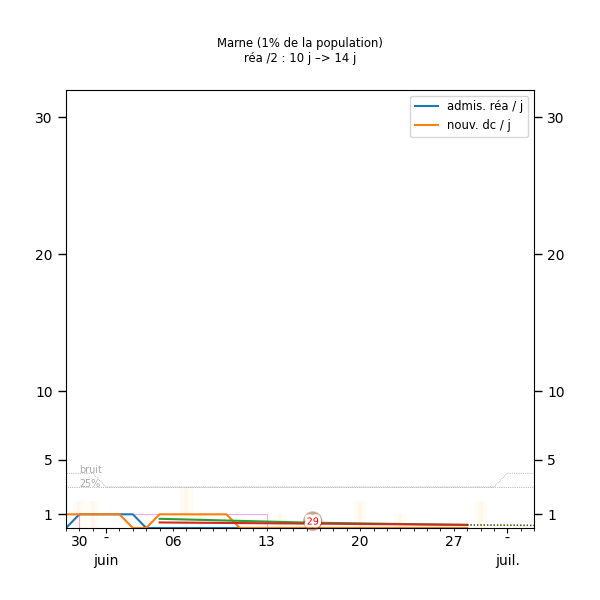 Marne (1% de la population)
réa /2 : 10 j –> 14 j
admis. réa / j
nouv. dc / j
30 30
20 20
10 10
5 5
bruit
25%
1 1
29
30 - 06 13 20 27 -
juin juil.